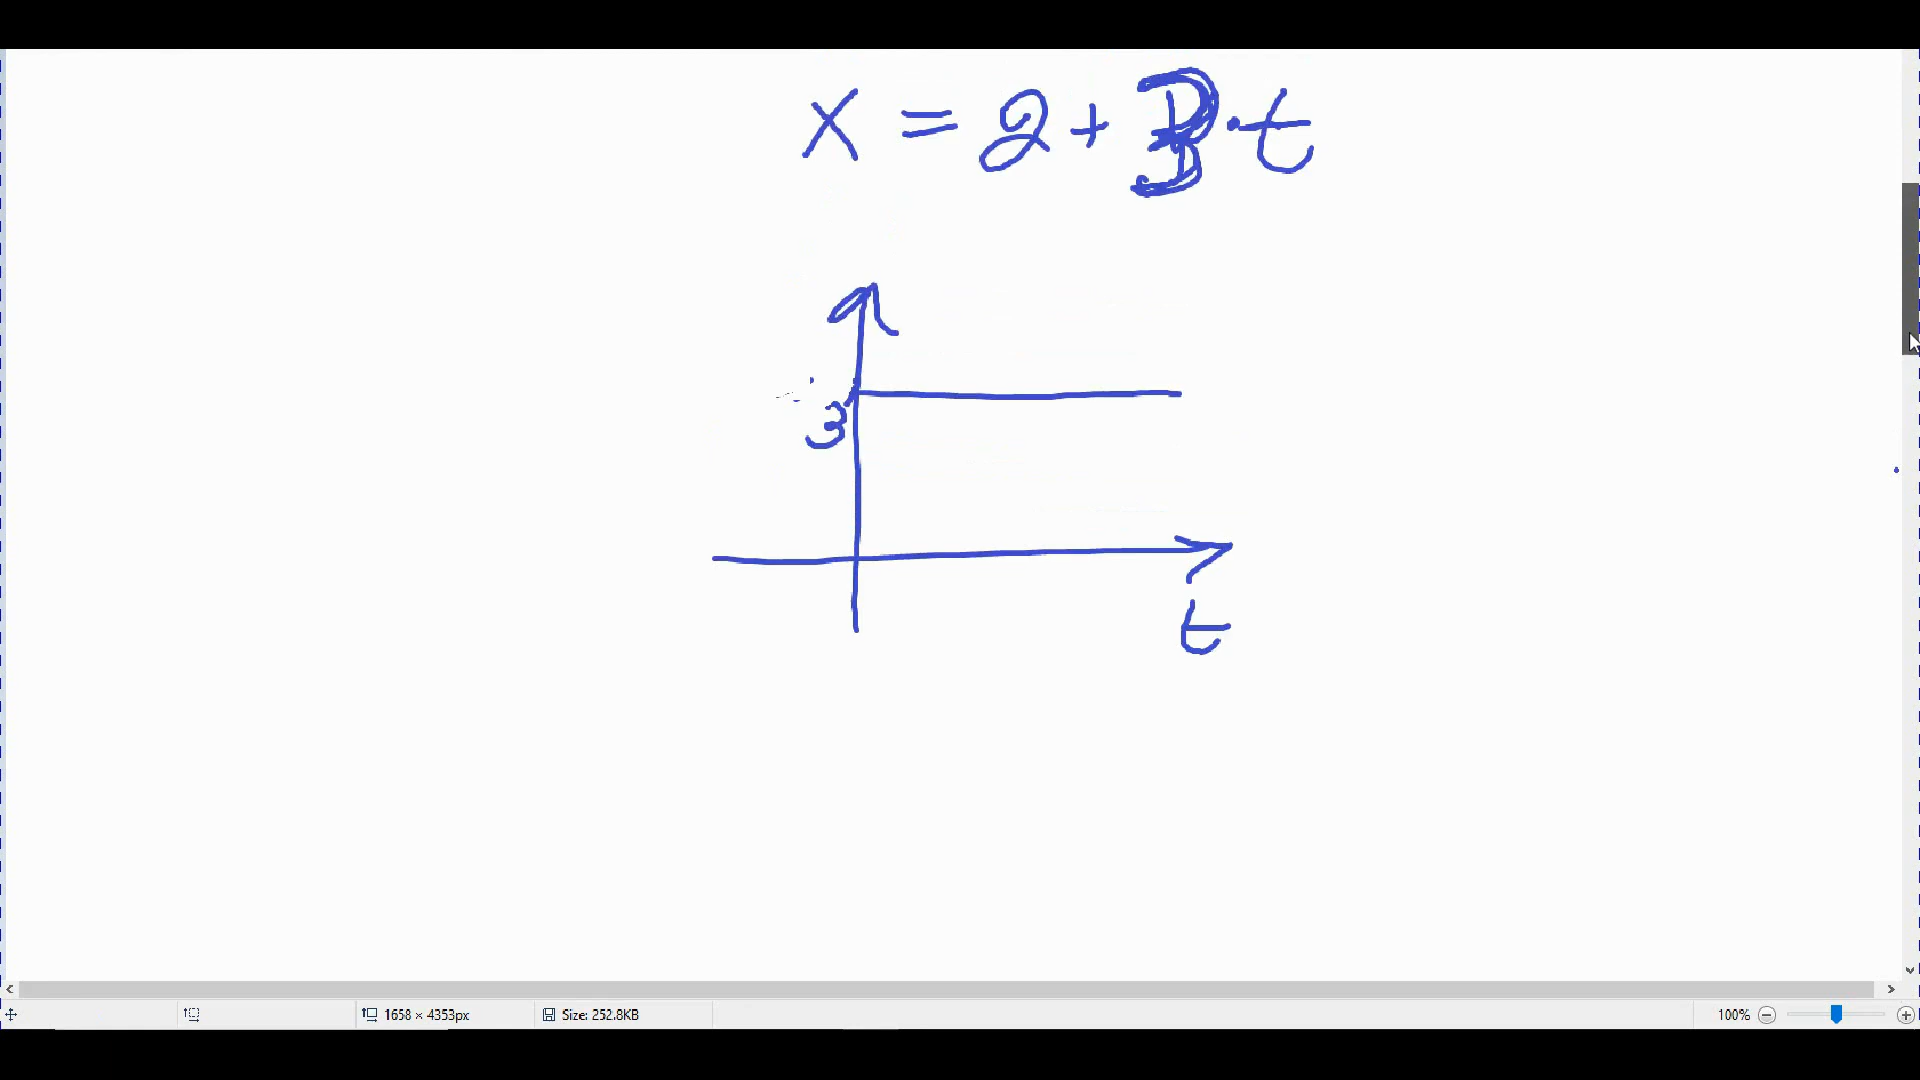 x = 2 + 3·t
3
t
1658 × 4353px
Size: 252.8KB
100%